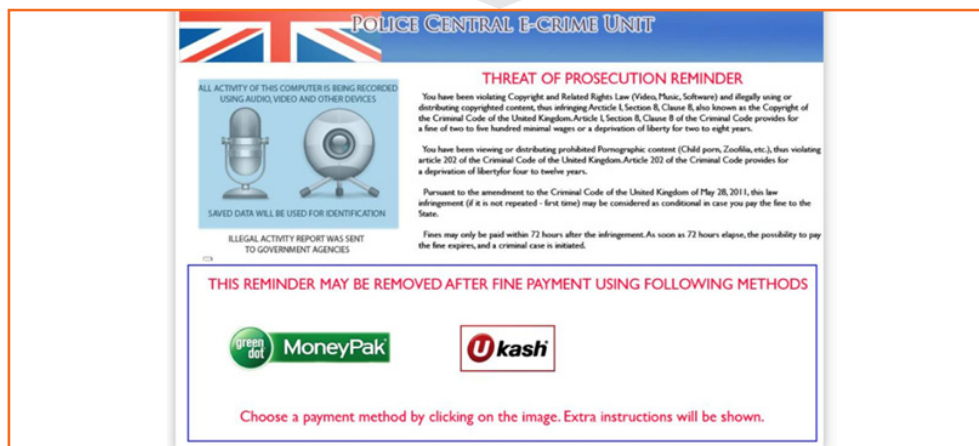 POLICE CENTRAL E-CRIME UNIT
ALL ACTIVITY OF THIS COMPUTER IS BEING RECORDED
USING AUDIO, VIDEO AND OTHER DEVICES
SAVED DATA WILL BE USED FOR IDENTIFICATION
ILLEGAL ACTIVITY REPORT WAS SENT
TO GOVERNMENT AGENCIES
THREAT OF PROSECUTION REMINDER
You have been violating Copyright and Related Rights Law (Video, Music, Software) and illegally using or
distributing copyrighted content, thus infringing Arcticle I, Section 8, Clause 8, also known as the Copyright of
the Criminal Code of the United Kingdom. Article I, Section 8, Clause 8 of the Criminal Code provides for
a fine of two to five hundred minimal wages or a deprivation of liberty for two to eight years.
You have been viewing or distributing prohibited Pornographic content (Child porn, Zoofilia, etc.), thus violating
article 202 of the Criminal Code of the United Kingdom. Article 202 of the Criminal Code provides for
a deprivation of libertyfor four to twelve years.
Pursuant to the amendment to the Criminal Code of the United Kingdom of May 28, 2011, this law
infringement (if it is not repeated - first time) may be considered as conditional in case you pay the fine to the
State.
Fines may only be paid within 72 hours after the infringement. As soon as 72 hours elapse, the possibility to pay
the fine expires, and a criminal case is initiated.
THIS REMINDER MAY BE REMOVED AFTER FINE PAYMENT USING FOLLOWING METHODS
green dot MoneyPak
Ukash
Choose a payment method by clicking on the image. Extra instructions will be shown.